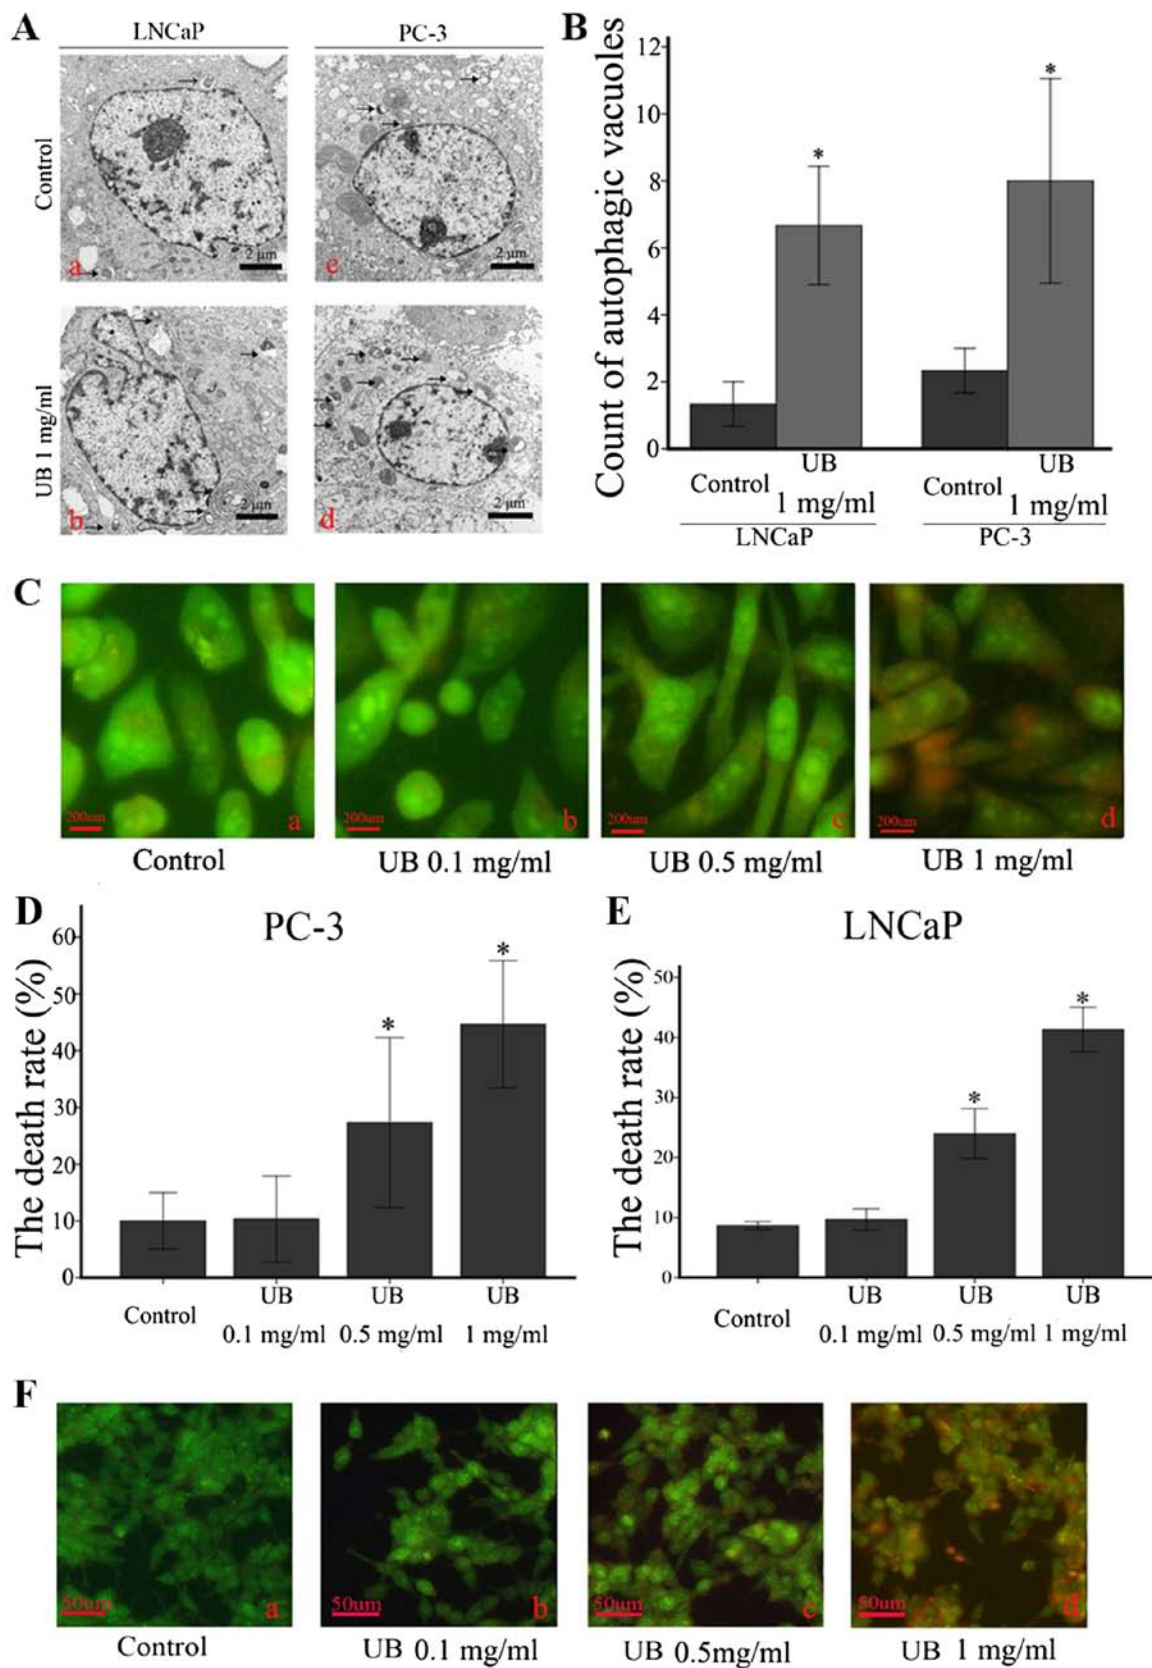 A
LNCaP
PC-3
Control
UB 1 mg/ml
a
2 μm
c
2 μm
b
2 μm
d
2 μm
B
Count of autophagic vacuoles
12
10
8
6
4
2
0
*
*
Control
UB
1 mg/ml
Control
UB
1 mg/ml
LNCaP
PC-3
C
200um
a
200um
b
200um
c
200um
d
Control
UB 0.1 mg/ml
UB 0.5 mg/ml
UB 1 mg/ml
D
PC-3
The death rate (%)
60
50
40
30
20
10
0
*
*
Control
UB
0.1 mg/ml
UB
0.5 mg/ml
UB
1 mg/ml
E
LNCaP
The death rate (%)
50
40
30
20
10
0
*
*
Control
UB
0.1 mg/ml
UB
0.5 mg/ml
UB
1 mg/ml
F
50um
a
50um
b
50um
c
50um
d
Control
UB 0.1 mg/ml
UB 0.5mg/ml
UB 1 mg/ml